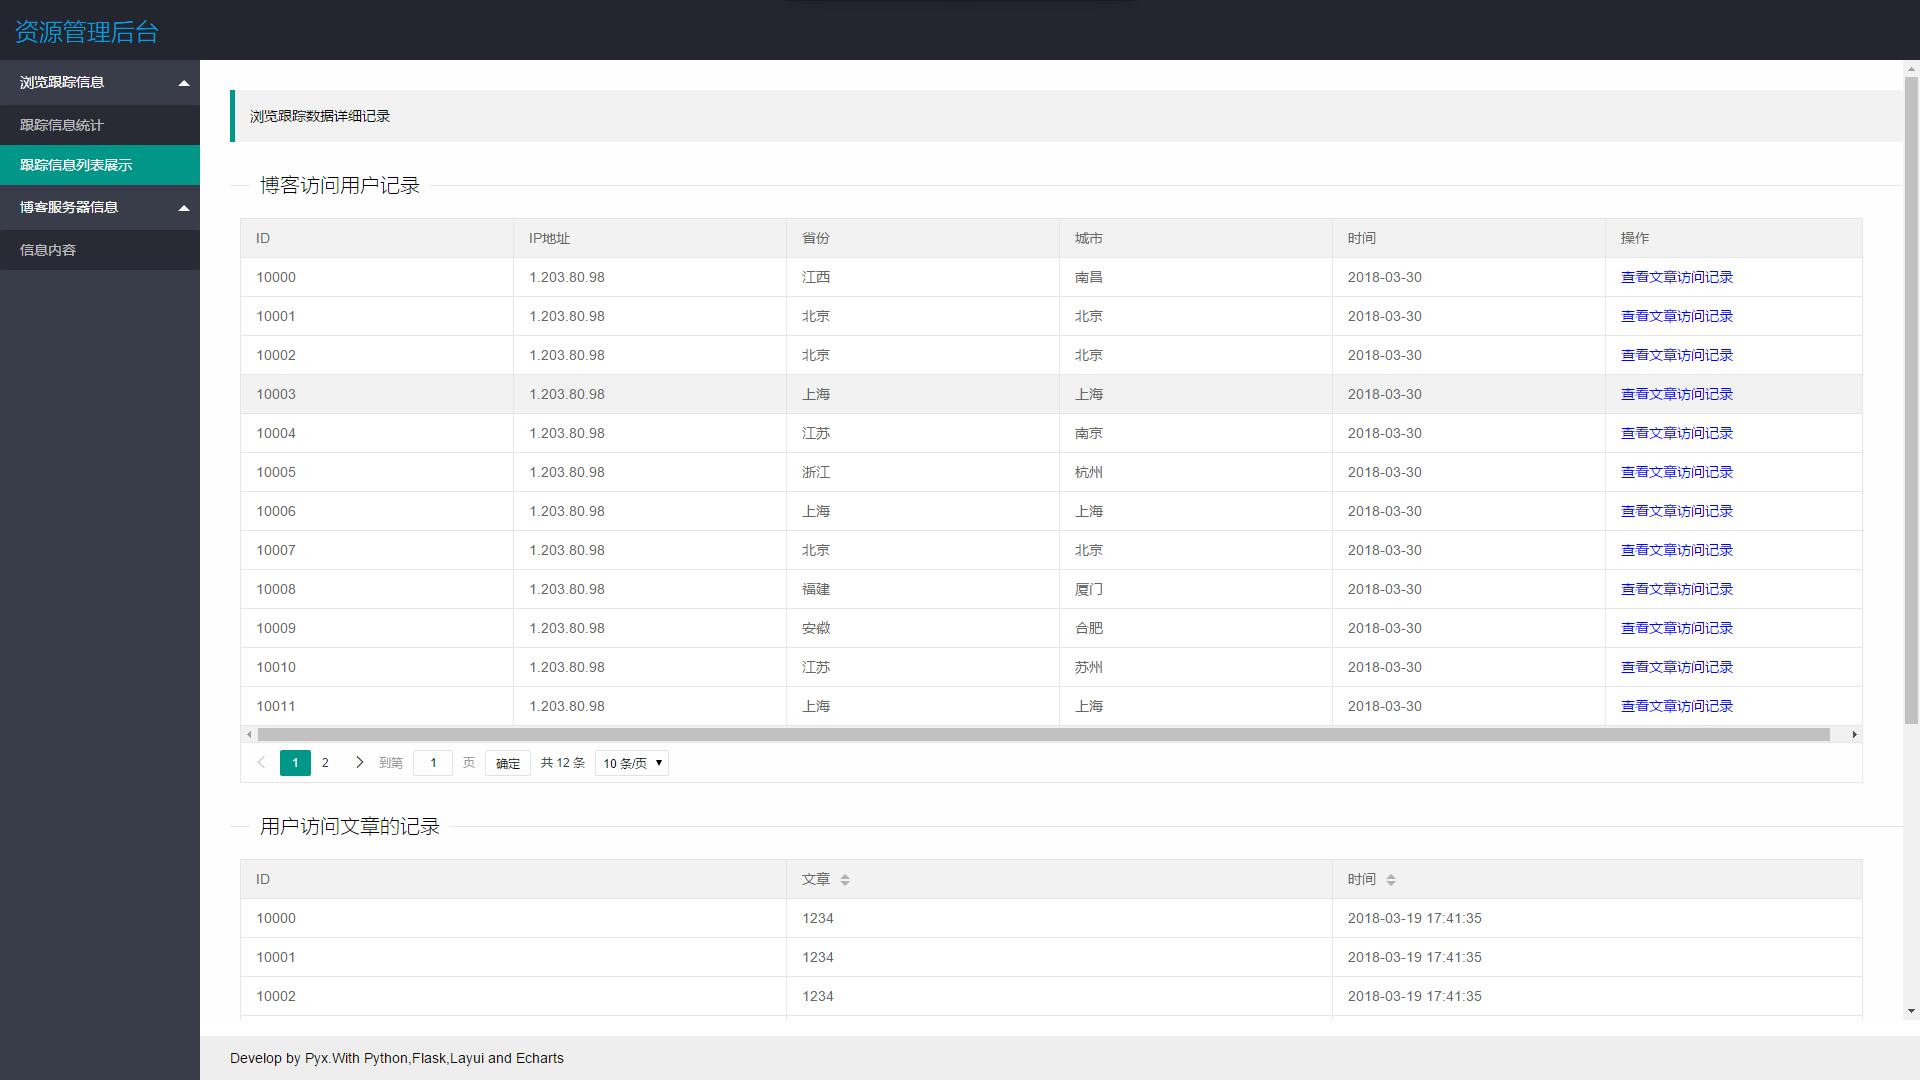 资源管理后台
浏览跟踪信息
跟踪信息统计
跟踪信息列表展示
博客服务器信息
信息内容
浏览跟踪数据详细记录
博客访问用户记录
ID IP地址 省份 城市 时间 操作
10000 1.203.80.98 江西 南昌 2018-03-30 查看文章访问记录
10001 1.203.80.98 北京 北京 2018-03-30 查看文章访问记录
10002 1.203.80.98 北京 北京 2018-03-30 查看文章访问记录
10003 1.203.80.98 上海 上海 2018-03-30 查看文章访问记录
10004 1.203.80.98 江苏 南京 2018-03-30 查看文章访问记录
10005 1.203.80.98 浙江 杭州 2018-03-30 查看文章访问记录
10006 1.203.80.98 上海 上海 2018-03-30 查看文章访问记录
10007 1.203.80.98 北京 北京 2018-03-30 查看文章访问记录
10008 1.203.80.98 福建 厦门 2018-03-30 查看文章访问记录
10009 1.203.80.98 安徽 合肥 2018-03-30 查看文章访问记录
10010 1.203.80.98 江苏 苏州 2018-03-30 查看文章访问记录
10011 1.203.80.98 上海 上海 2018-03-30 查看文章访问记录
1 2 到第 1 页 确定 共 12 条 10 条/页
用户访问文章的记录
ID 文章 时间
10000 1234 2018-03-19 17:41:35
10001 1234 2018-03-19 17:41:35
10002 1234 2018-03-19 17:41:35
Develop by Pyx.With Python,Flask,Layui and Echarts